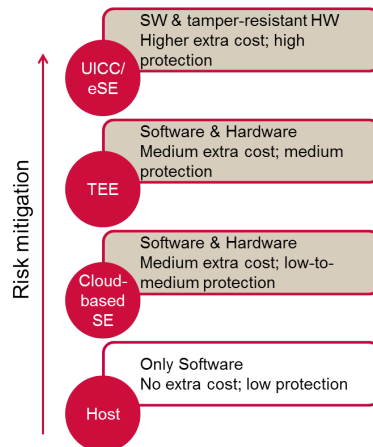 SW & tamper-resistant HW
Higher extra cost; high
protection
UICC/
eSE
Software & Hardware
Medium extra cost; medium
protection
TEE
Software & Hardware
Medium extra cost; low-to-
medium protection
Cloud-
based
SE
Only Software
No extra cost; low protection
Host
Risk mitigation